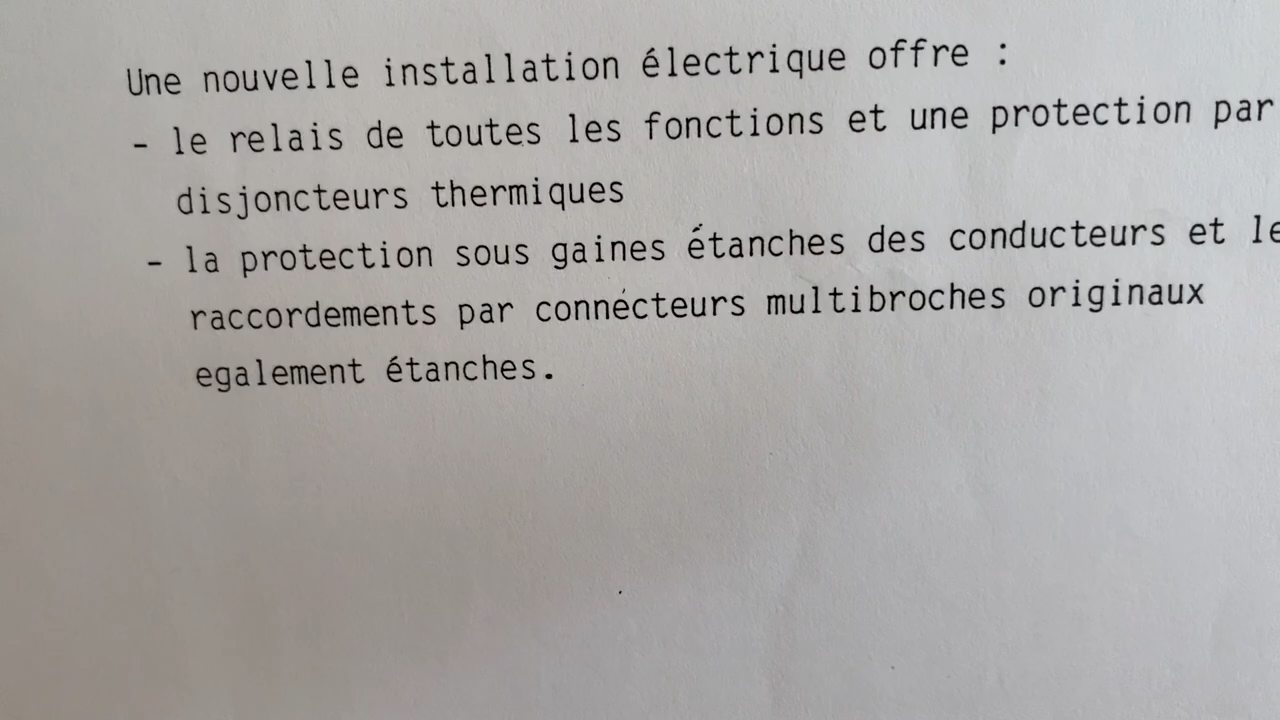 Une nouvelle installation électrique offre :
- le relais de toutes les fonctions et une protection par
disjoncteurs thermiques
- la protection sous gaines étanches des conducteurs et le
raccordements par connécteurs multibroches originaux
egalement étanches.